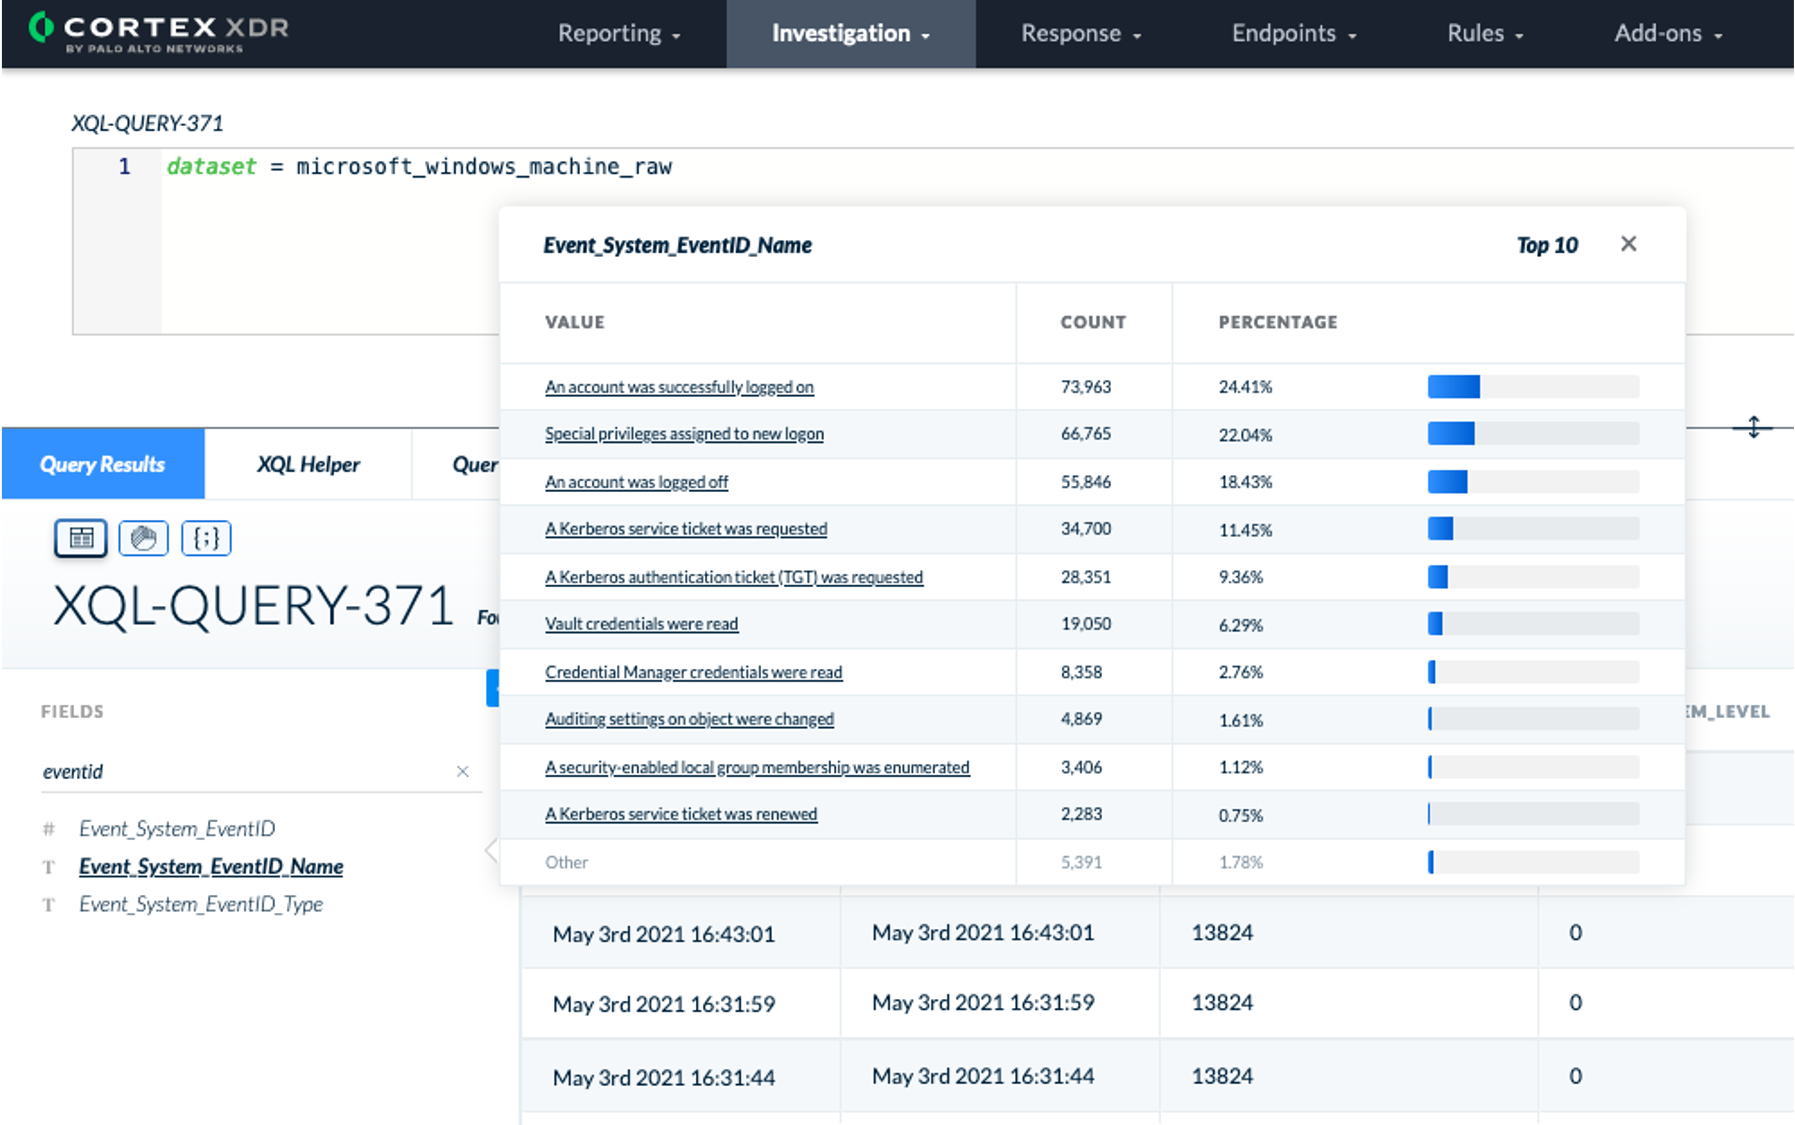 CORTEX XDR
BY PALO ALTO NETWORKS
Reporting
Investigation
Response
Endpoints
Rules
Add-ons
XQL-QUERY-371
1 dataset = microsoft_windows_machine_raw
Event_System_EventID_Name Top 10
VALUE COUNT PERCENTAGE
An account was successfully logged on 73,963 24.41%
Special privileges assigned to new logon 66,765 22.04%
An account was logged off 55,846 18.43%
A Kerberos service ticket was requested 34,700 11.45%
A Kerberos authentication ticket (TGT) was requested 28,351 9.36%
Vault credentials were read 19,050 6.29%
Credential Manager credentials were read 8,358 2.76%
Auditing settings on object were changed 4,869 1.61%
A security-enabled local group membership was enumerated 3,406 1.12%
A Kerberos service ticket was renewed 2,283 0.75%
Other 5,391 1.78%
Query Results XQL Helper Quer
{;}
XQL-QUERY-371 Fo
FIELDS
EM_LEVEL
eventid
# Event_System_EventID
T Event_System_EventID_Name
T Event_System_EventID_Type
May 3rd 2021 16:43:01 May 3rd 2021 16:43:01 13824 0
May 3rd 2021 16:31:59 May 3rd 2021 16:31:59 13824 0
May 3rd 2021 16:31:44 May 3rd 2021 16:31:44 13824 0